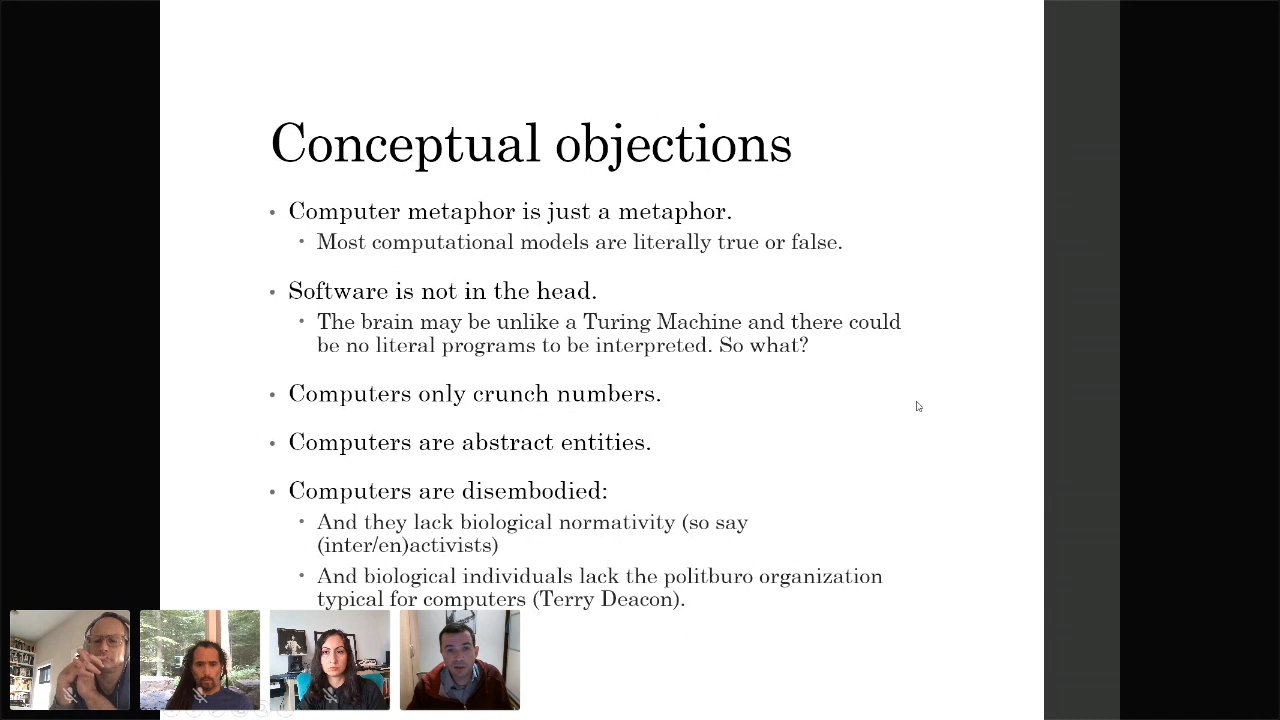 Conceptual objections
Computer metaphor is just a metaphor.
Most computational models are literally true or false.
Software is not in the head.
The brain may be unlike a Turing Machine and there could
be no literal programs to be interpreted. So what?
Computers only crunch numbers.
Computers are abstract entities.
Computers are disembodied:
And they lack biological normativity (so say
(inter/en)activists)
And biological individuals lack the politburo organization
typical for computers (Terry Deacon).